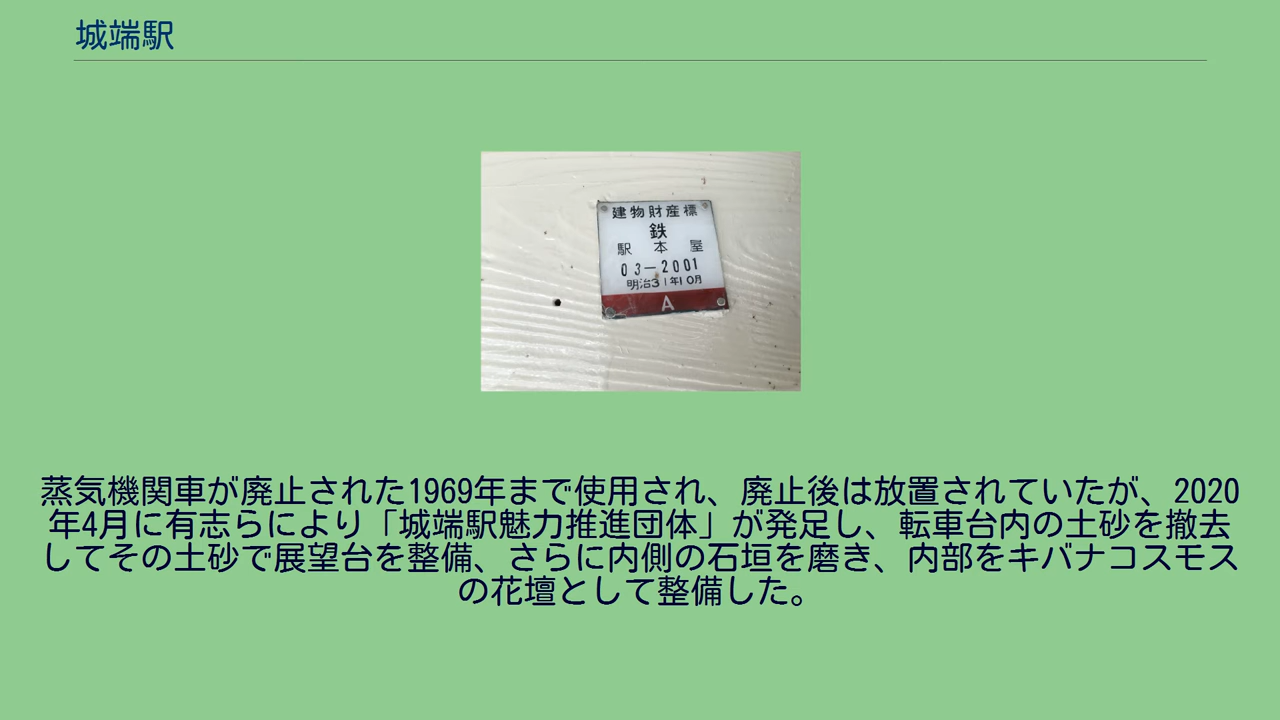 城端駅
建物財産標
鉄
駅本屋
03-2001
明治31年10月
A
蒸気機関車が廃止された1969年まで使用され、廃止後は放置されていたが、2020
年4月に有志らにより「城端駅魅力推進団体」が発足し、転車台内の土砂を撤去
してその土砂で展望台を整備、さらに内側の石垣を磨き、内部をキバナコスモス
の花壇として整備した。